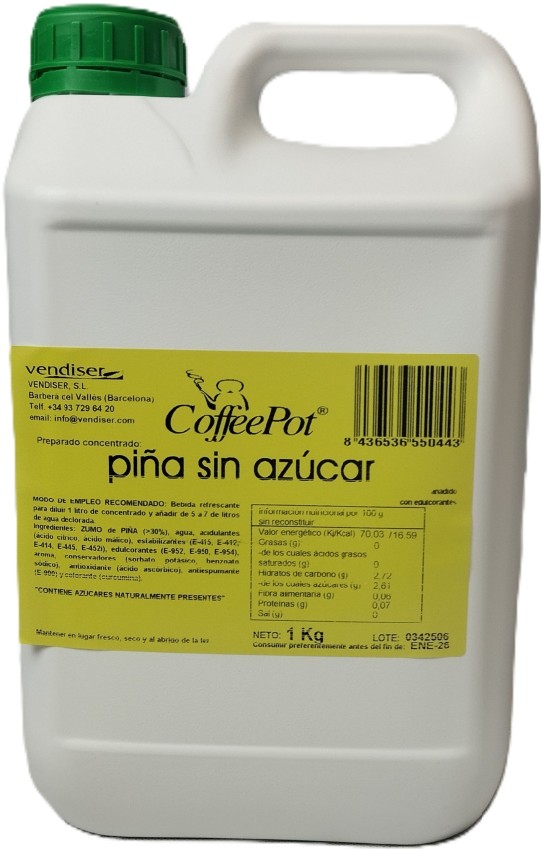 vendiser
VENDISER, S.L.
Barbera cel Vallés (Barcelona)
Telf. +34 93 729 64 20
email: info@vendiser.com
CoffeePot®
8 436536 550443
Preparado concentrado:
piña sin azúcar
añadido
con edulcorantes
MODO DE EMPLEO RECOMENDADO: Bebida refrescante
para diluir 1 litro de concentrado y añadir de 5 a 7 de litros
de agua declorada.
Ingredientes: ZUMO de PIÑA (>30%), agua, acidulantes
(ácido cítrico, ácido málico), estabilizantes (E-415, E-412,
E-414, E-445, E-452i), edulcorantes (E-952, E-950, E-954),
aroma, conservadores (sorbato potásico, benzoato
sódico), antioxidante (ácido ascorbico), antiespumante
(E-900) y colorante (curcumina).
"CONTIENE AZÚCARES NATURALMENTE PRESENTES"
Mantener en lugar fresco, seco y al abrigo de la luz
Información nutricional por 100 g
sin reconstituir
Valor energético (Kj/Kcal) 70.03 /16.59
Grasas (g) 0
-de los cuales ácidos grasos
saturados (g) 0
Hidratos de carbono (g) 2,72
-de los cuales azúcares (g) 2,61
Fibra alimentaria (g) 0,06
Proteínas (g) 0,07
Sal (g) 0
NETO: 1 Kg LOTE: 0342506
Consumir preferentemente antes del fin de: ENE-26